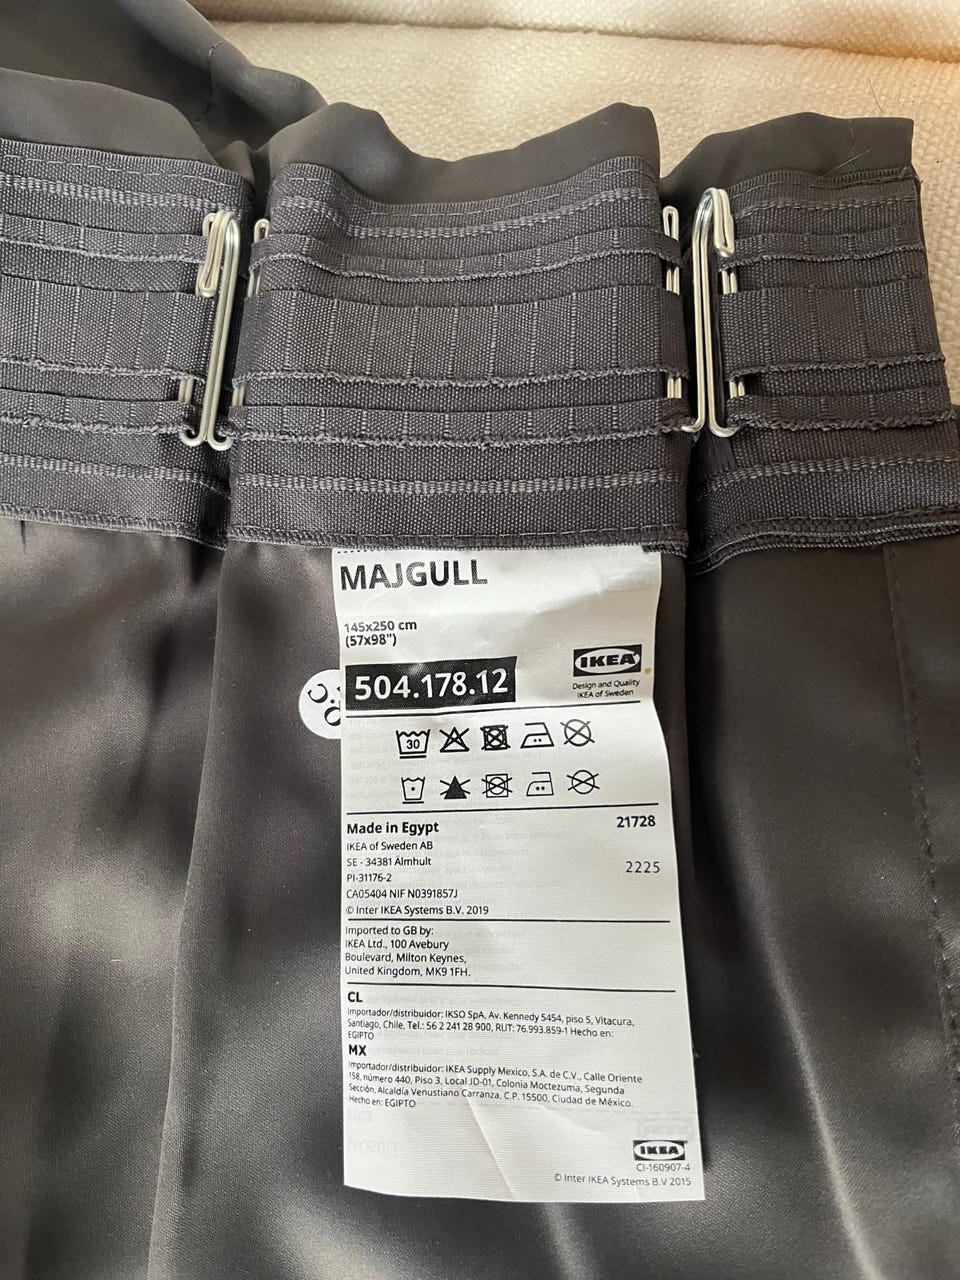 MAJGULL
145x250 cm
(57x98")
504.178.12
IKEA
Design and Quality
IKEA of Sweden
30
Made in Egypt
21728
IKEA of Sweden AB
SE - 34381 Älmhult
2225
PI-31176-2
CA05404 NIF N0391857J
© Inter IKEA Systems B.V. 2019
Imported to GB by:
IKEA Ltd., 100 Avebury
Boulevard, Milton Keynes,
United Kingdom, MK9 1FH.
CL
Importador/distribuidor: IKSO SpA, Av. Kennedy 5454, piso 5, Vitacura,
Santiago, Chile, Tel.: 56 2 241 28 900, RUT: 76.993.859-1 Hecho en:
EGIPTO
MX
Importador/distribuidor: IKEA Supply Mexico, S.A. de C.V., Calle Oriente
158, número 440, Piso 3, Local JD-01, Colonia Moctezuma, Segunda
Sección, Alcaldía Venustiano Carranza, C.P. 15500, Ciudad de México.
Hecho en: EGIPTO
IKEA
CI-160907-4
© Inter IKEA Systems B.V 2015